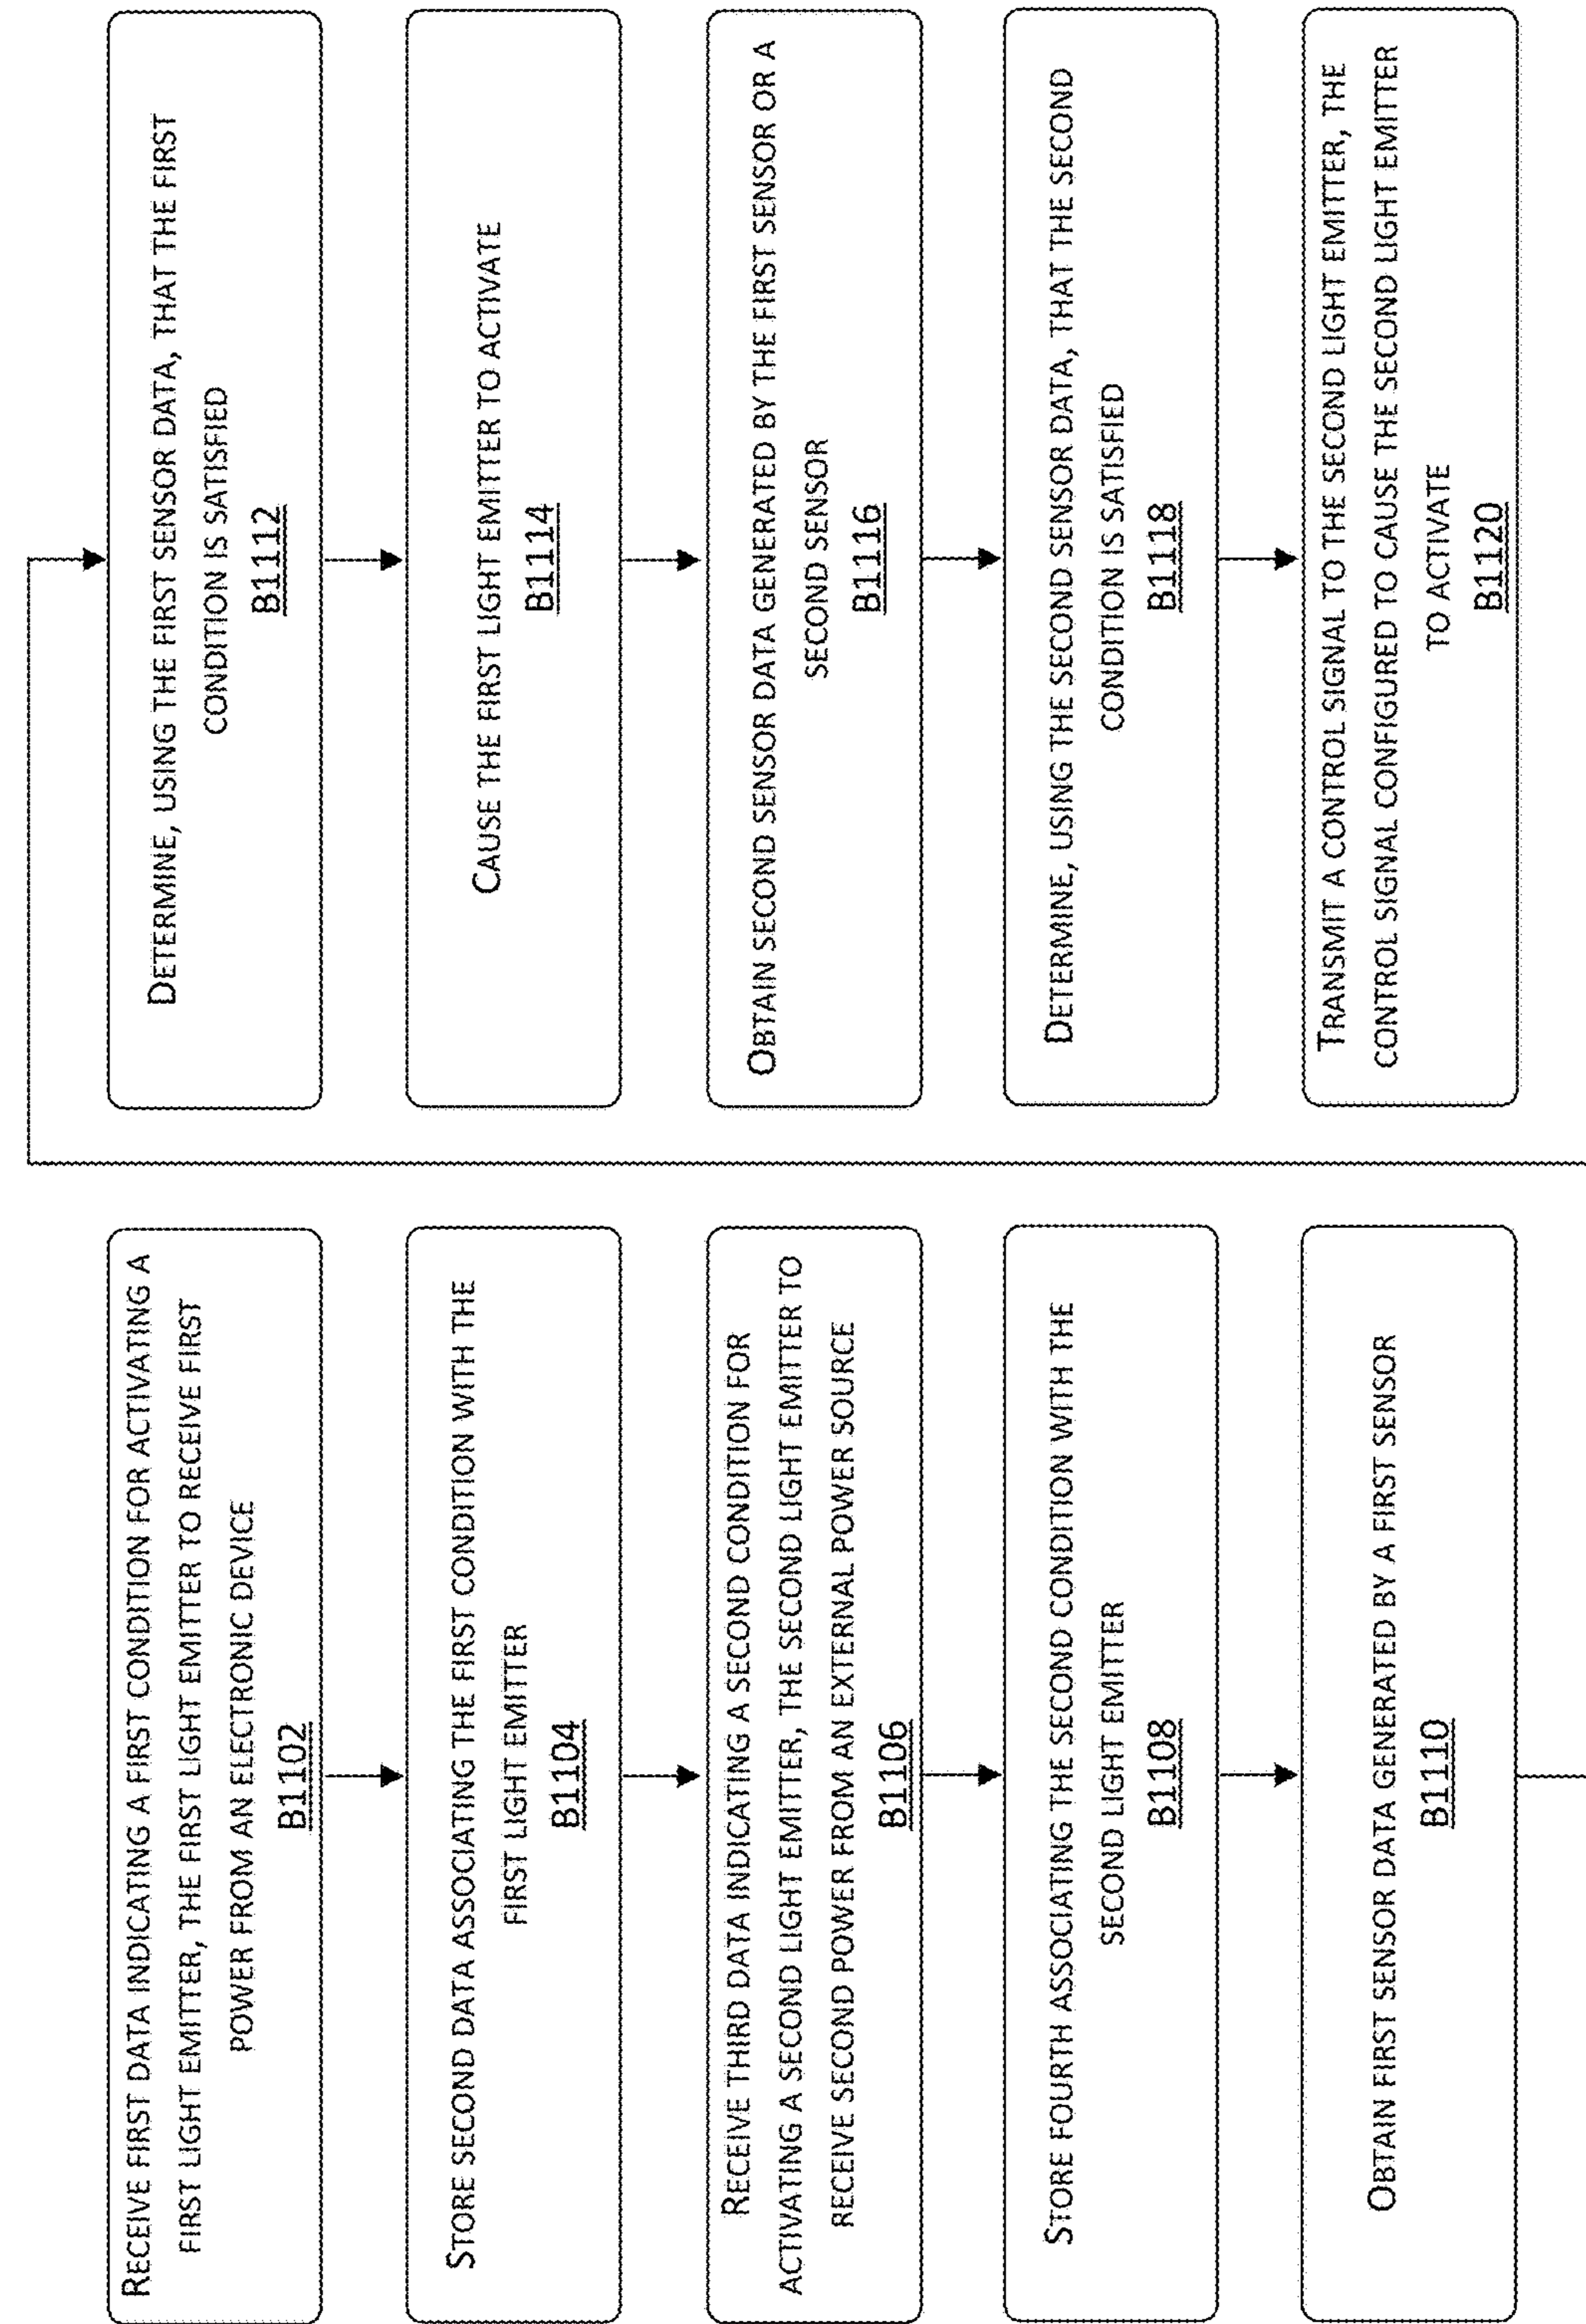 RECEIVE FIRST DATA INDICATING A FIRST CONDITION FOR ACTIVATING A
FIRST LIGHT EMITTER, THE FIRST LIGHT EMITTER TO RECEIVE FIRST
POWER FROM AN ELECTRONIC DEVICE
B1102
STORE SECOND DATA ASSOCIATING THE FIRST CONDITION WITH THE
FIRST LIGHT EMITTER
B1104
RECEIVE THIRD DATA INDICATING A SECOND CONDITION FOR
ACTIVATING A SECOND LIGHT EMITTER, THE SECOND LIGHT EMITTER TO
RECEIVE SECOND POWER FROM AN EXTERNAL POWER SOURCE
B1106
STORE FOURTH ASSOCIATING THE SECOND CONDITION WITH THE
SECOND LIGHT EMITTER
B1108
OBTAIN FIRST SENSOR DATA GENERATED BY A FIRST SENSOR
B1110
DETERMINE, USING THE FIRST SENSOR DATA, THAT THE FIRST
CONDITION IS SATISFIED
B1112
CAUSE THE FIRST LIGHT EMITTER TO ACTIVATE
B1114
OBTAIN SECOND SENSOR DATA GENERATED BY THE FIRST SENSOR OR A
SECOND SENSOR
B1116
DETERMINE, USING THE SECOND SENSOR DATA, THAT THE SECOND
CONDITION IS SATISFIED
B1118
TRANSMIT A CONTROL SIGNAL TO THE SECOND LIGHT EMITTER, THE
CONTROL SIGNAL CONFIGURED TO CAUSE THE SECOND LIGHT EMITTER
TO ACTIVATE
B1120